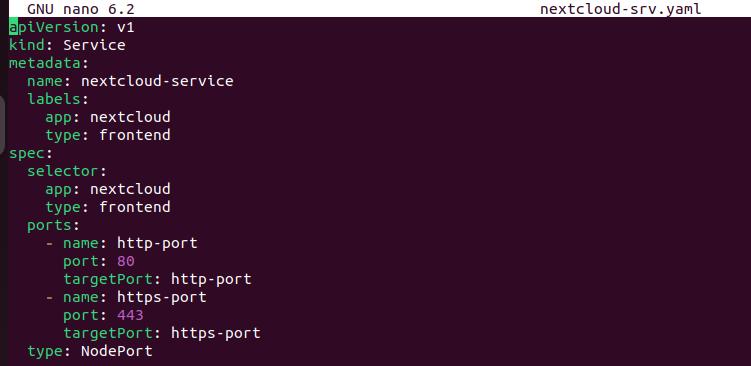 GNU nano 6.2 nextcloud-srv.yaml
apiVersion: v1
kind: Service
metadata:
  name: nextcloud-service
  labels:
    app: nextcloud
    type: frontend
spec:
  selector:
    app: nextcloud
    type: frontend
  ports:
    - name: http-port
      port: 80
      targetPort: http-port
    - name: https-port
      port: 443
      targetPort: https-port
  type: NodePort